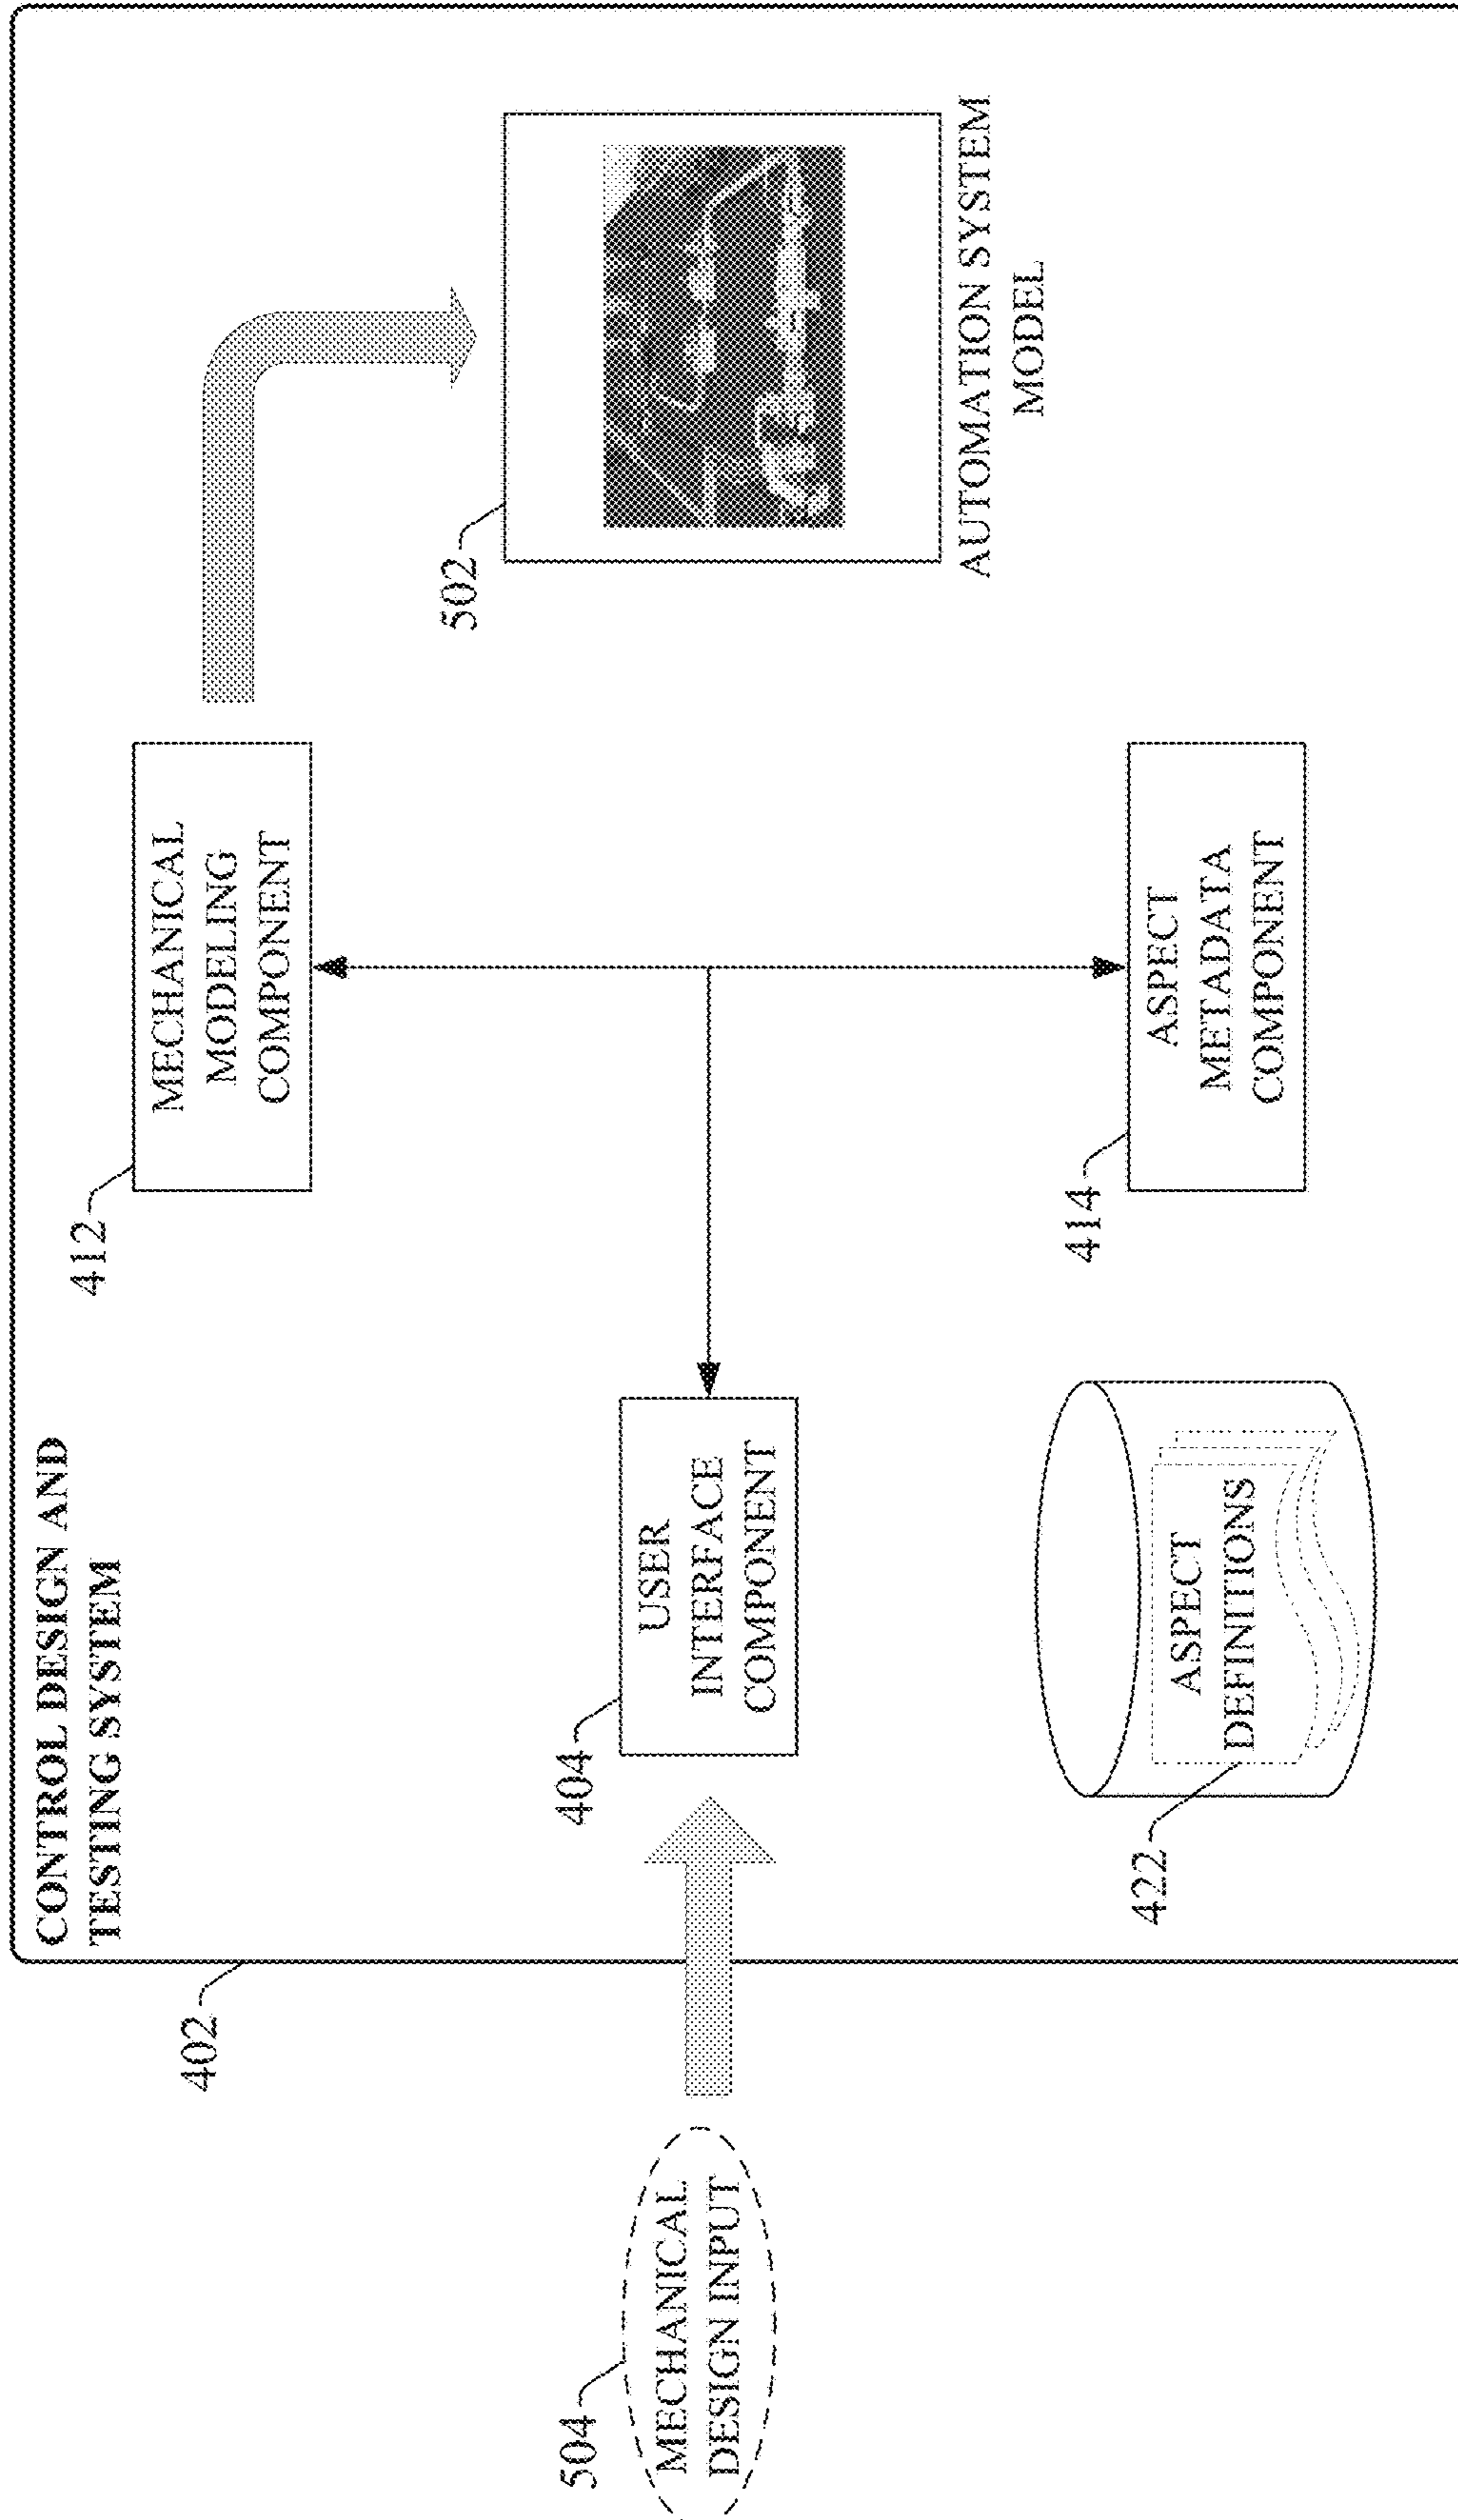 CONTROL DESIGN AND
TESTING SYSTEM
402
412
MECHANICAL
MODELING
COMPONENT
502
AUTOMATION SYSTEM
MODEL
504
MECHANICAL
DESIGN INPUT
404
USER
INTERFACE
COMPONENT
422
ASPECT
DEFINITIONS
414
ASPECT
METADATA
COMPONENT